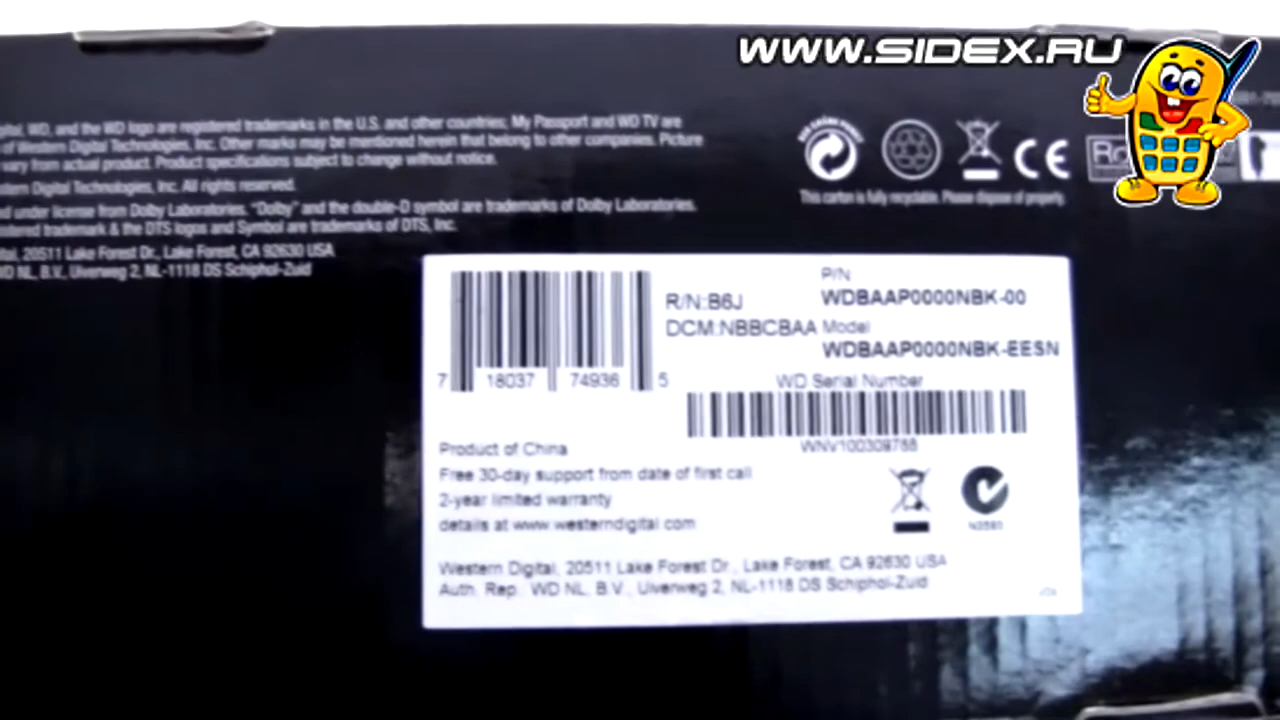 WWW.SIDEX.RU
gital, WD, and the WD logo are registered trademarks in the U.S. and other countries; My Passport and WD TV are
of Western Digital Technologies, Inc. Other marks may be mentioned herein that belong to other companies. Picture
vary from actual product. Product specifications subject to change without notice.
stern Digital Technologies, Inc. All rights reserved.
ed under license from Dolby Laboratories. "Dolby" and the double-D symbol are trademarks of Dolby Laboratories.
istered trademark & the DTS logos and Symbol are trademarks of DTS, Inc.
ital, 20511 Lake Forest Dr., Lake Forest, CA 92630 USA
WD NL, B.V., Uiverweg 2, NL-1118 DS Schiphol-Zuid
CE
Ro
This carton is fully recyclable. Please dispose of properly.
P/N
R/N:B6J
WDBAAP0000NBK-00
DCM:NBBCBAA Model
WDBAAP0000NBK-EESN
7 18037 74936 5
WD Serial Number
WNV100309788
Product of China
Free 30-day support from date of first call
2-year limited warranty
details at www.westerndigital.com
Western Digital, 20511 Lake Forest Dr., Lake Forest, CA 92630 USA
Auth. Rep. WD NL, B.V., Uiverweg 2, NL-1118 DS Schiphol-Zuid